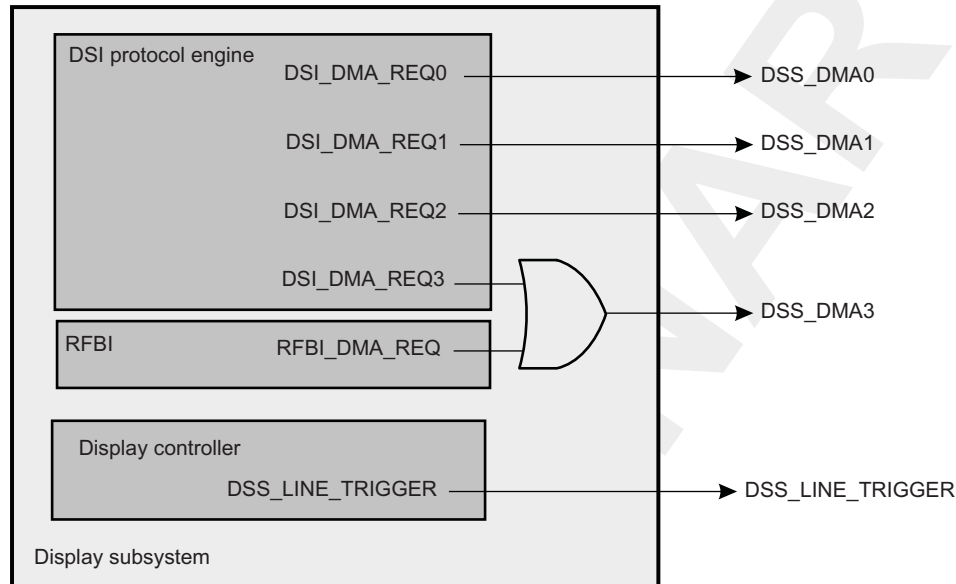 DSI protocol engine
DSI_DMA_REQ0
DSS_DMA0
DSI_DMA_REQ1
DSS_DMA1
DSI_DMA_REQ2
DSS_DMA2
DSI_DMA_REQ3
DSS_DMA3
RFBI
RFBI_DMA_REQ
Display controller
DSS_LINE_TRIGGER
DSS_LINE_TRIGGER
Display subsystem